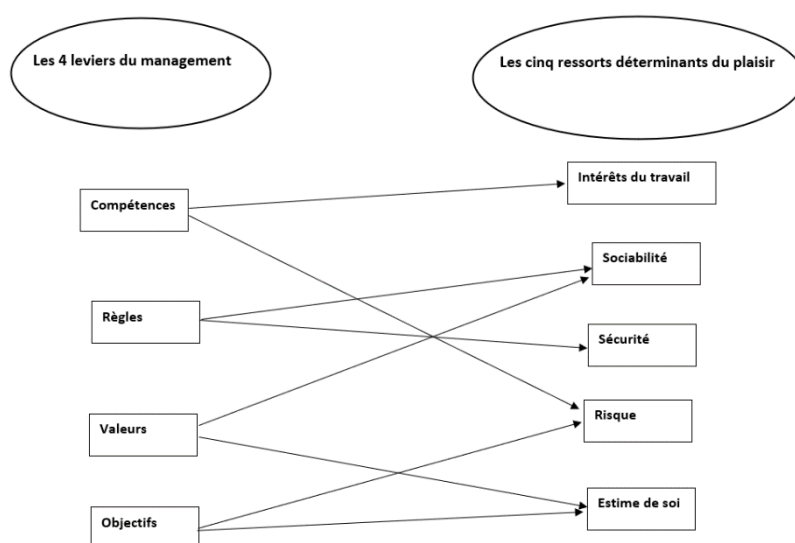 Les 4 leviers du management
Les cinq ressorts déterminants du plaisir
Compétences
Intérêts du travail
Règles
Sociabilité
Sécurité
Valeurs
Risque
Objectifs
Estime de soi